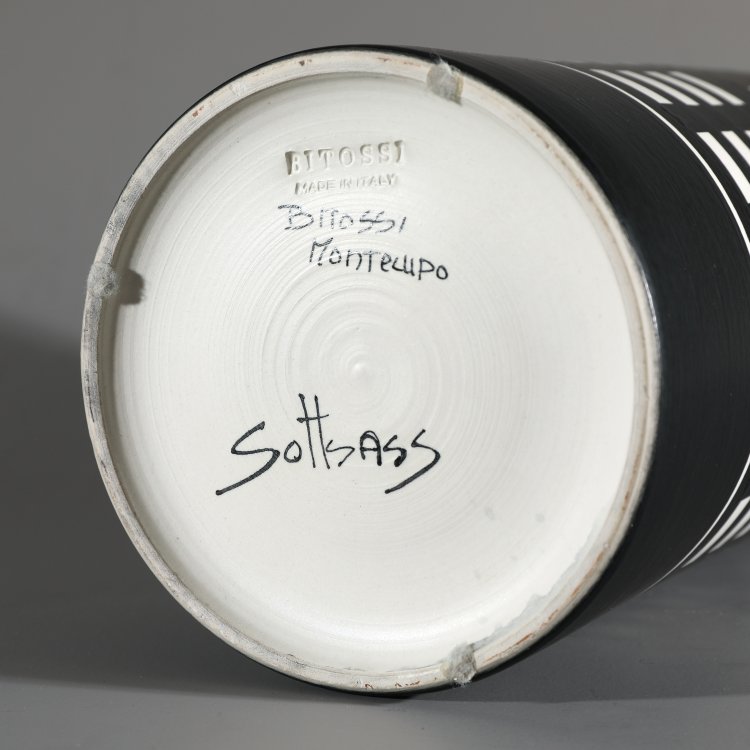 BITOSSI
MADE IN ITALY
BITOSSI
MONTELUPO
SottsASS